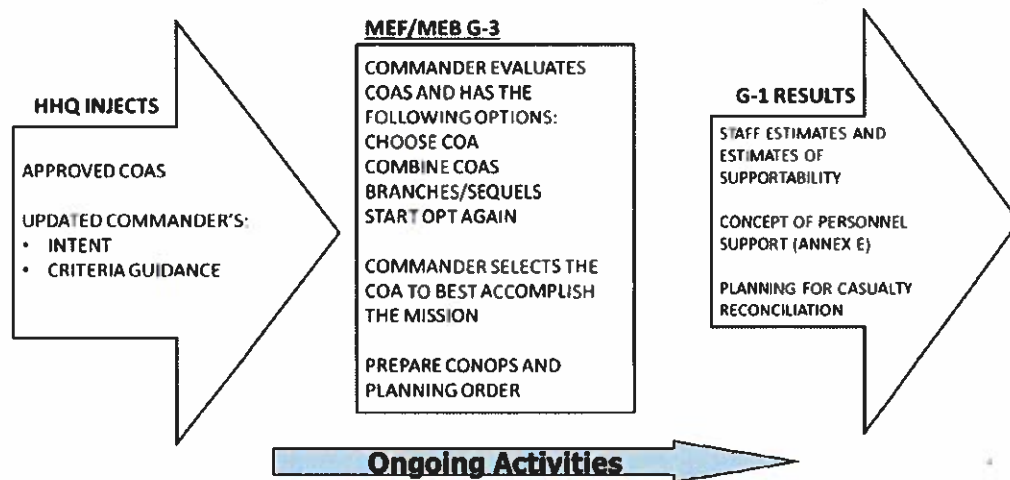 HHQ INJECTS
APPROVED COAS
UPDATED COMMANDER'S:
• INTENT
• CRITERIA GUIDANCE
MEF/MEB G-3
COMMANDER EVALUATES
COAS AND HAS THE
FOLLOWING OPTIONS:
CHOOSE COA
COMBINE COAS
BRANCHES/SEQUELS
START OPT AGAIN
COMMANDER SELECTS THE
COA TO BEST ACCOMPLISH
THE MISSION
PREPARE CONOPS AND
PLANNING ORDER
G-1 RESULTS
STAFF ESTIMATES AND
ESTIMATES OF
SUPPORTABILITY
CONCEPT OF PERSONNEL
SUPPORT (ANNEX E)
PLANNING FOR CASUALTY
RECONCILIATION
Ongoing Activities